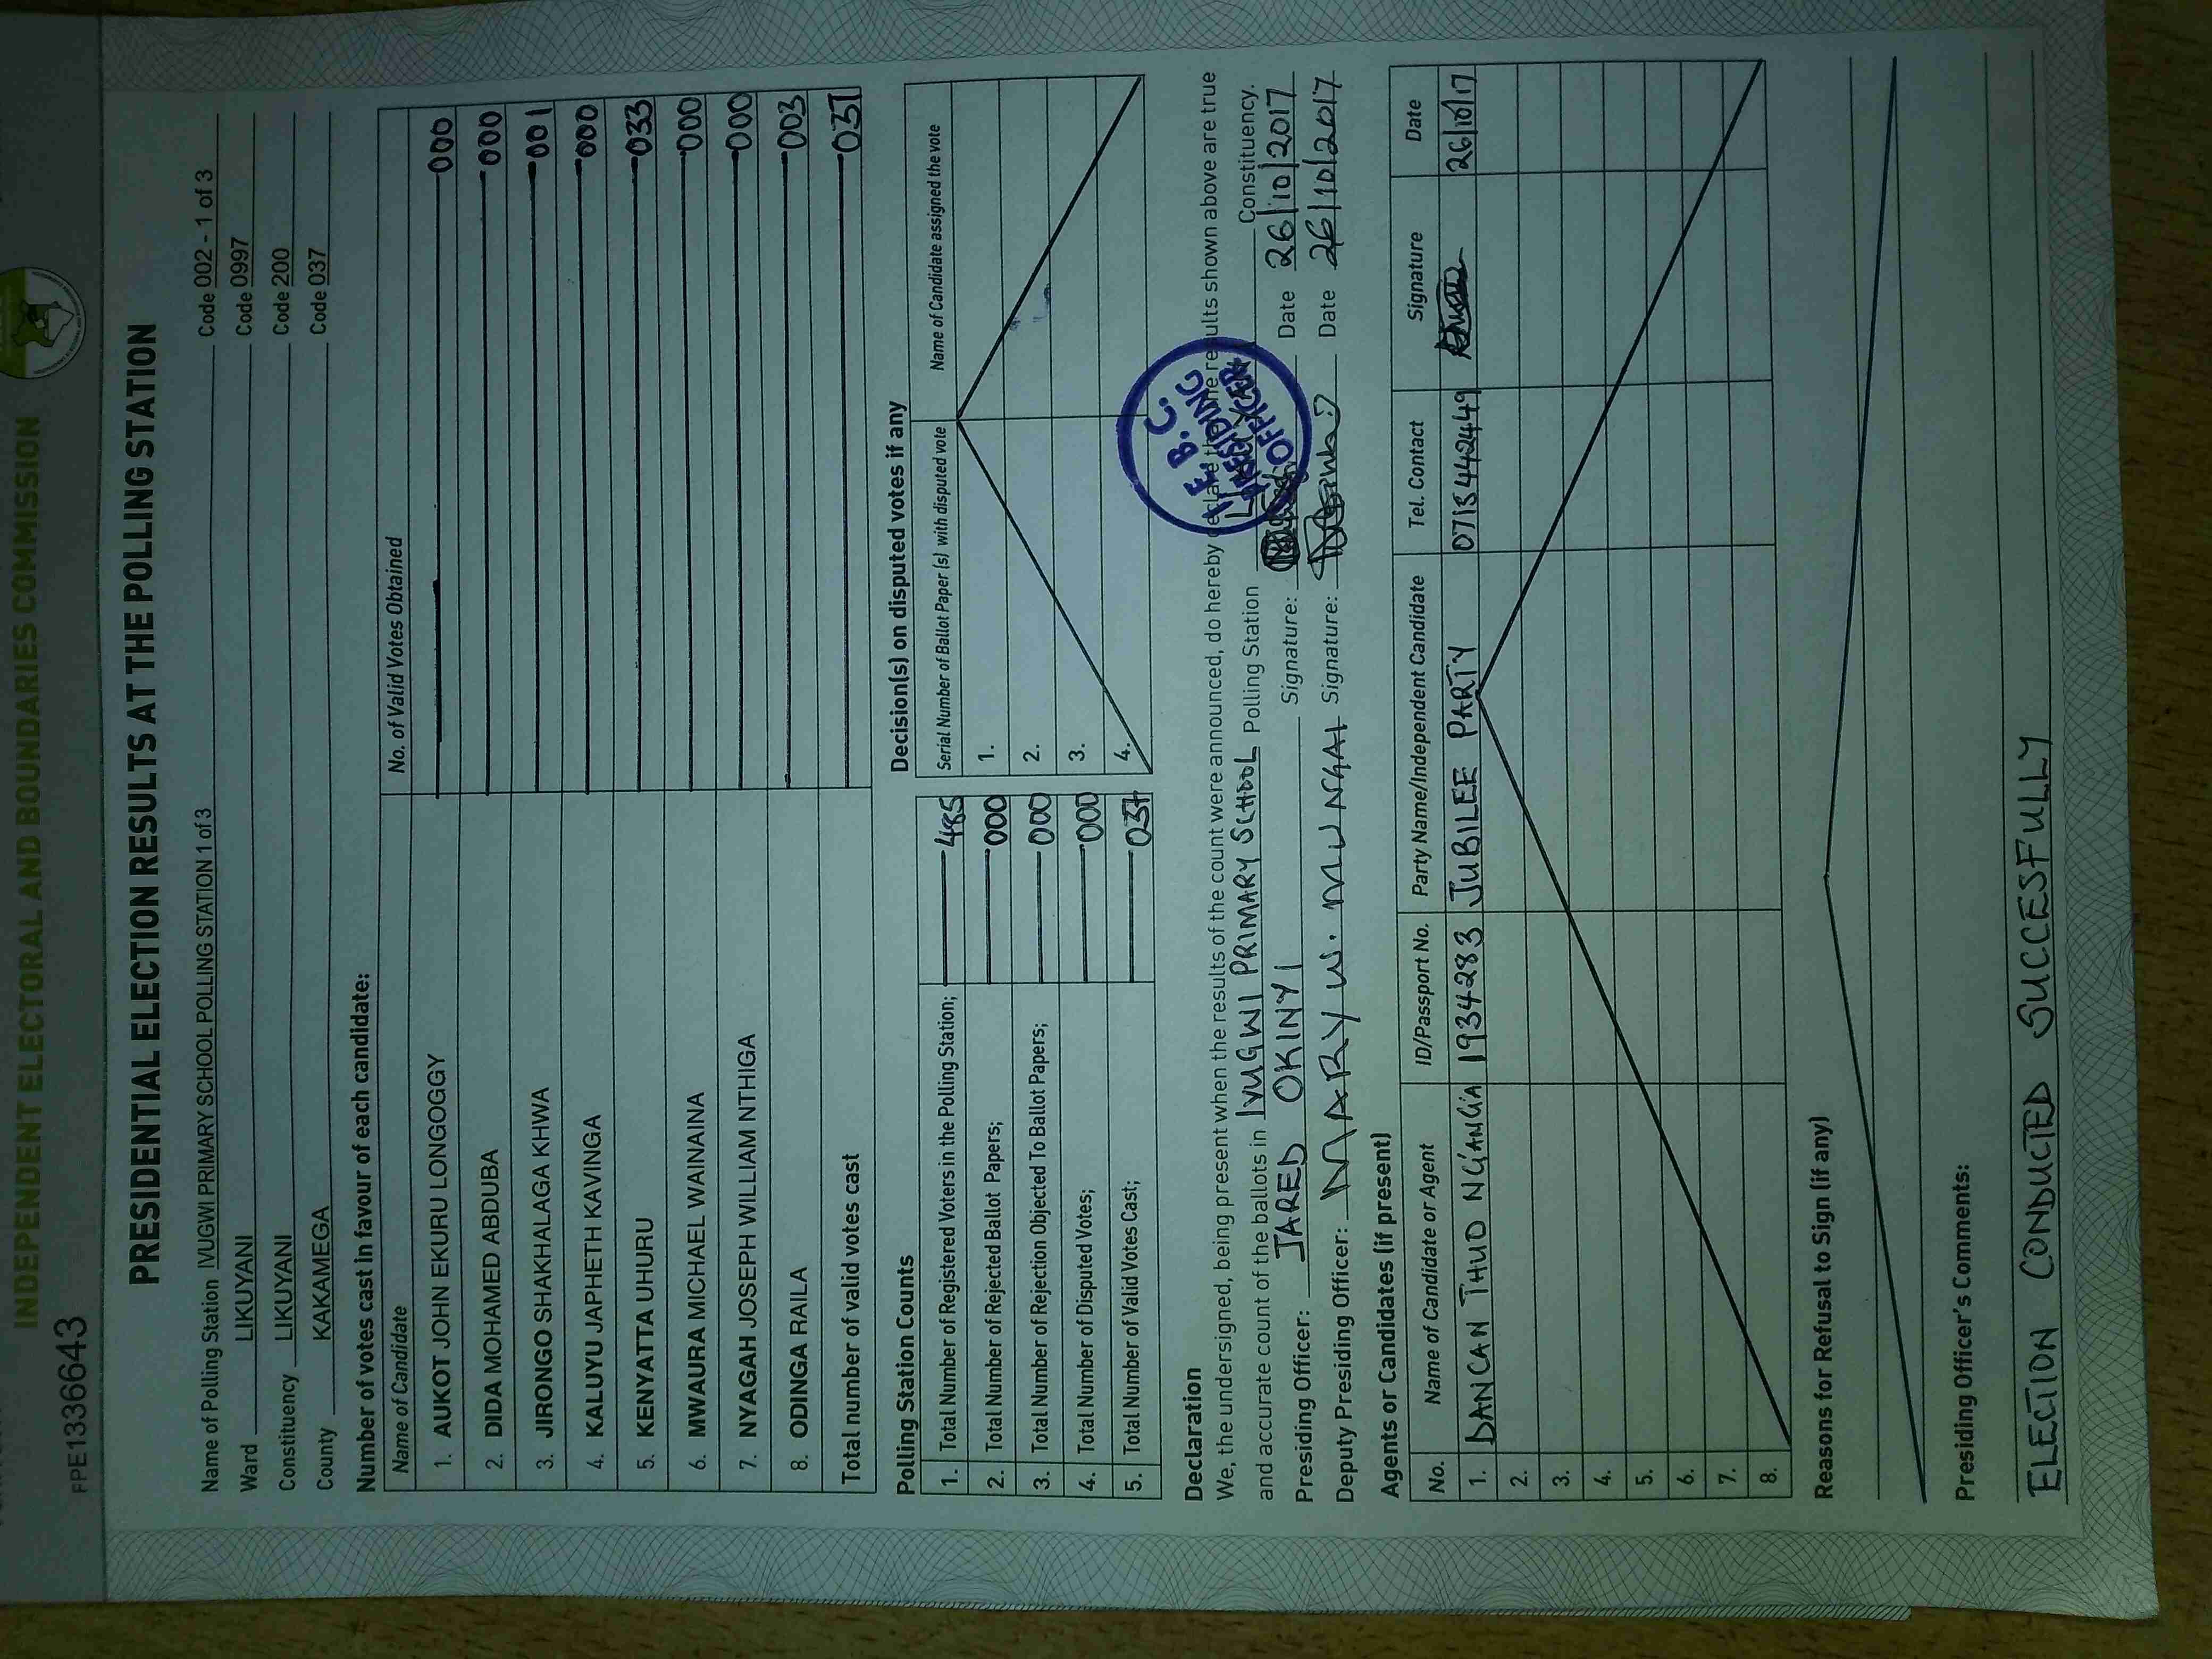 INDEPENDENT ELECTORAL AND BOUNDARIES COMMISSION
FPE1336643
PRESIDENTIAL ELECTION RESULTS AT THE POLLING STATION
Name of Polling Station IVUGWI PRIMARY SCHOOL POLLING STATION 1 of 3 Code 002 - 1 of 3
Ward LIKUYANI Code 0997
Constituency LIKUYANI Code 200
County KAKAMEGA Code 037
Number of votes cast in favour of each candidate:
Name of Candidate No. of Valid Votes Obtained
1. AUKOT JOHN EKURU LONGOGGY 000
2. DIDA MOHAMED ABDUBA 000
3. JIRONGO SHAKHALAGA KHWA 001
4. KALUYU JAPHETH KAVINGA 000
5. KENYATTA UHURU 033
6. MWAURA MICHAEL WAINAINA 000
7. NYAGAH JOSEPH WILLIAM NTHIGA 000
8. ODINGA RAILA 003
Total number of valid votes cast 037
Polling Station Counts
1. Total Number of Registered Voters in the Polling Station; 485
2. Total Number of Rejected Ballot Papers; 000
3. Total Number of Rejection Objected To Ballot Papers; 000
4. Total Number of Disputed Votes; 000
5. Total Number of Valid Votes Cast; 037
Decision(s) on disputed votes if any
Serial Number of Ballot Paper (s) with disputed vote Name of Candidate assigned the vote
1.
2.
3.
4.
Declaration
We, the undersigned, being present when the results of the count were announced, do hereby declare that the results shown above are true
and accurate count of the ballots in IVUGWI PRIMARY SCHOOL Polling Station Constituency.
Presiding Officer: JARED OKINYI Signature: Date 26/10/2017
Deputy Presiding Officer: MARY W. MUNGAI Signature: Date 26/10/2017
I.E.B.C.
PRESIDING
OFFICER
Agents or Candidates (if present)
No. Name of Candidate or Agent ID/Passport No. Party Name/Independent Candidate Tel. Contact Signature Date
1. DANCAN THUO NG'ANG'A 1934283 JUBILEE PARTY 0713442449 26/10/17
2.
3.
4.
5.
6.
7.
8.
Reasons for Refusal to Sign (if any)
Presiding Officer's Comments:
ELECTION CONDUCTED SUCCESFULLY